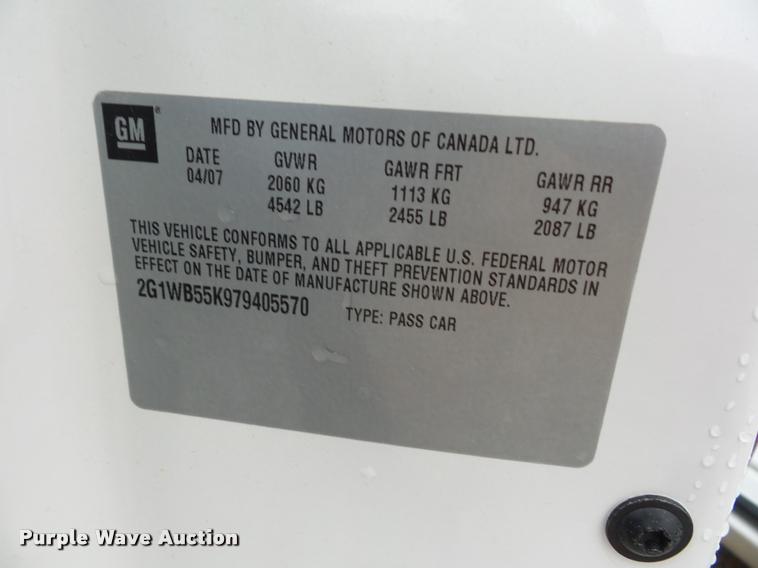 GM ®
MFD BY GENERAL MOTORS OF CANADA LTD.
DATE GVWR GAWR FRT GAWR RR
04/07 2060 KG 1113 KG 947 KG
4542 LB 2455 LB 2087 LB
THIS VEHICLE CONFORMS TO ALL APPLICABLE U.S. FEDERAL MOTOR
VEHICLE SAFETY, BUMPER, AND THEFT PREVENTION STANDARDS IN
EFFECT ON THE DATE OF MANUFACTURE SHOWN ABOVE.
2G1WB55K979405570 TYPE: PASS CAR
Purple Wave Auction